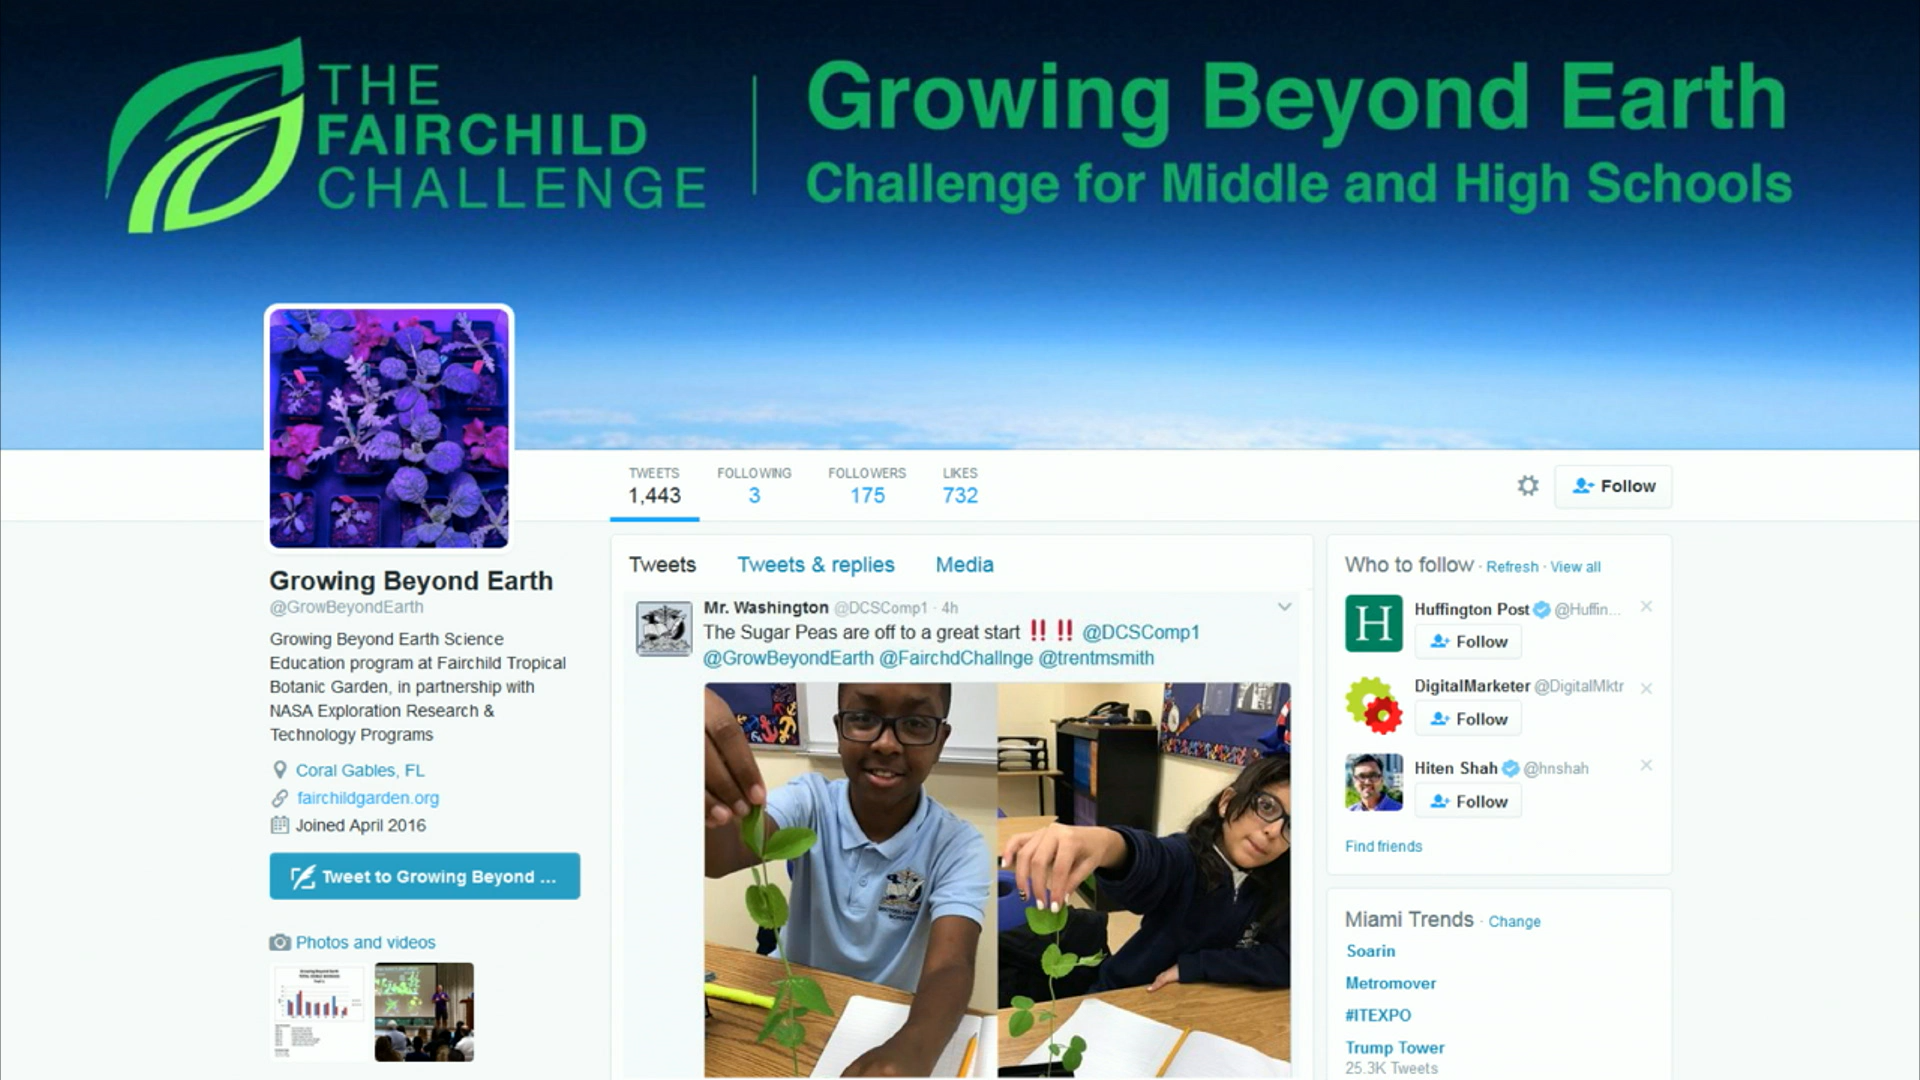 THE
FAIRCHILD
CHALLENGE
Growing Beyond Earth
Challenge for Middle and High Schools
TWEETS
1,443
FOLLOWING
3
FOLLOWERS
175
LIKES
732
Follow
Growing Beyond Earth
@GrowBeyondEarth
Growing Beyond Earth Science
Education program at Fairchild Tropical
Botanic Garden, in partnership with
NASA Exploration Research &
Technology Programs
Coral Gables, FL
fairchildgarden.org
Joined April 2016
Tweet to Growing Beyond ...
Photos and videos
Growing Beyond Earth
Tweets Tweets & replies Media
Mr. Washington @DCSComp1 · 4h
The Sugar Peas are off to a great start ‼️ ‼️ @DCSComp1
@GrowBeyondEarth @FairchdChallnge @trentmsmith
SCHOOL
Who to follow · Refresh · View all
H
Huffington Post @Huffin...
Follow
DigitalMarketer @DigitalMktr
Follow
Hiten Shah @hnshah
Follow
Find friends
Miami Trends · Change
Soarin
Metromover
#ITEXPO
Trump Tower
25.3K Tweets